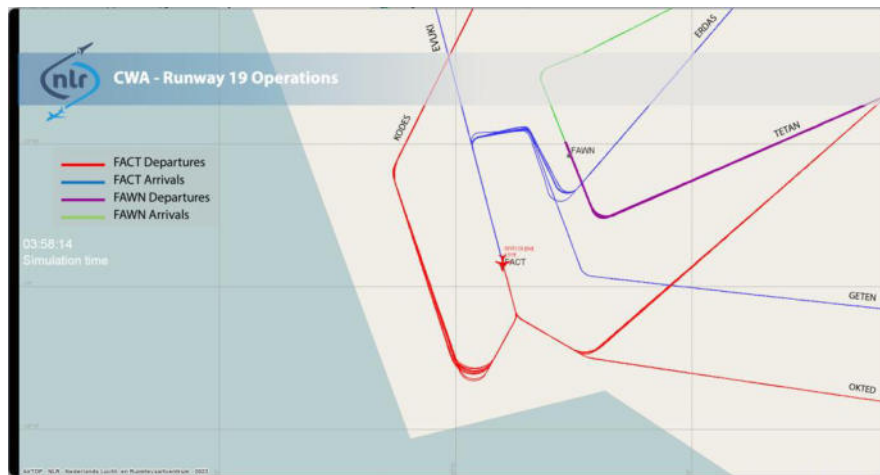 EVUKI
ERDAS
nlr
CWA - Runway 19 Operations
KODES
TETAN
FAWN
FACT Departures
FACT Arrivals
FAWN Departures
FAWN Arrivals
03:58:14
Simulation time
FACT
GETEN
OKTED